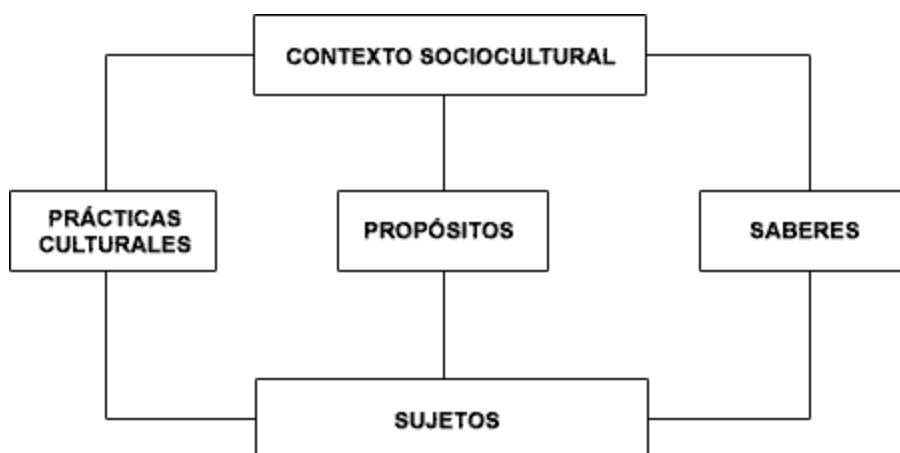 CONTEXTO SOCIOCULTURAL
PRÁCTICAS
CULTURALES
PROPÓSITOS
SABERES
SUJETOS